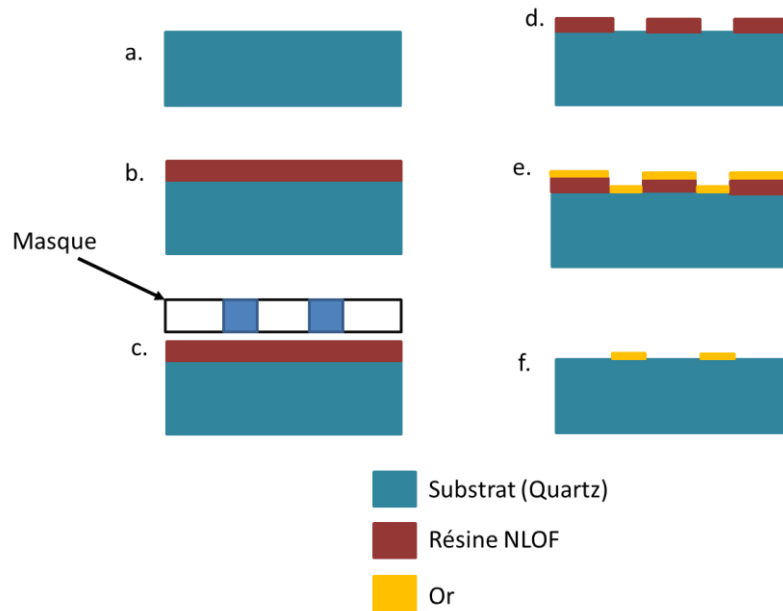 a.
b.
Masque
c.
d.
e.
f.
Substrat (Quartz)
Résine NLOF
Or